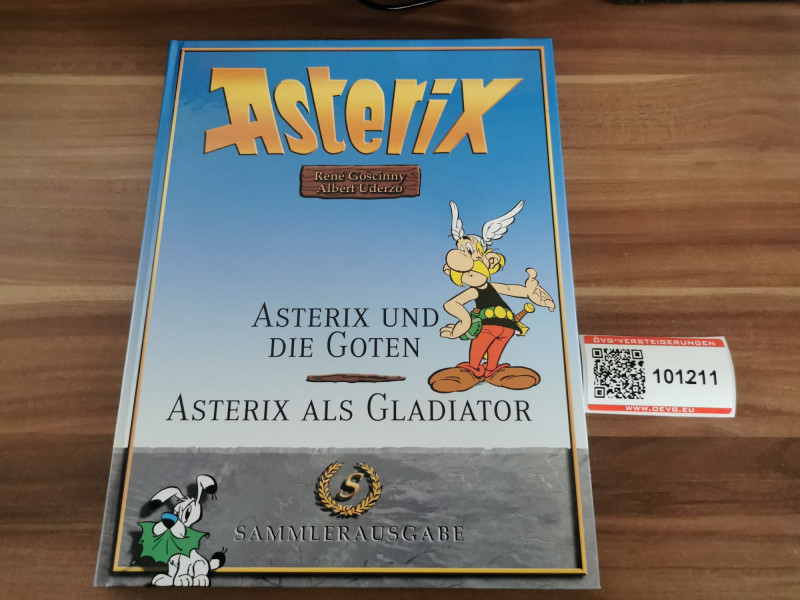 Asterix
René Goscinny
Albert Uderzo
ASTERIX UND
DIE GOTEN
ASTERIX ALS GLADIATOR
S
SAMMLERAUSGABE
ÖVG-VERSTEIGERUNGEN
101211
WWW.OEVG.EU